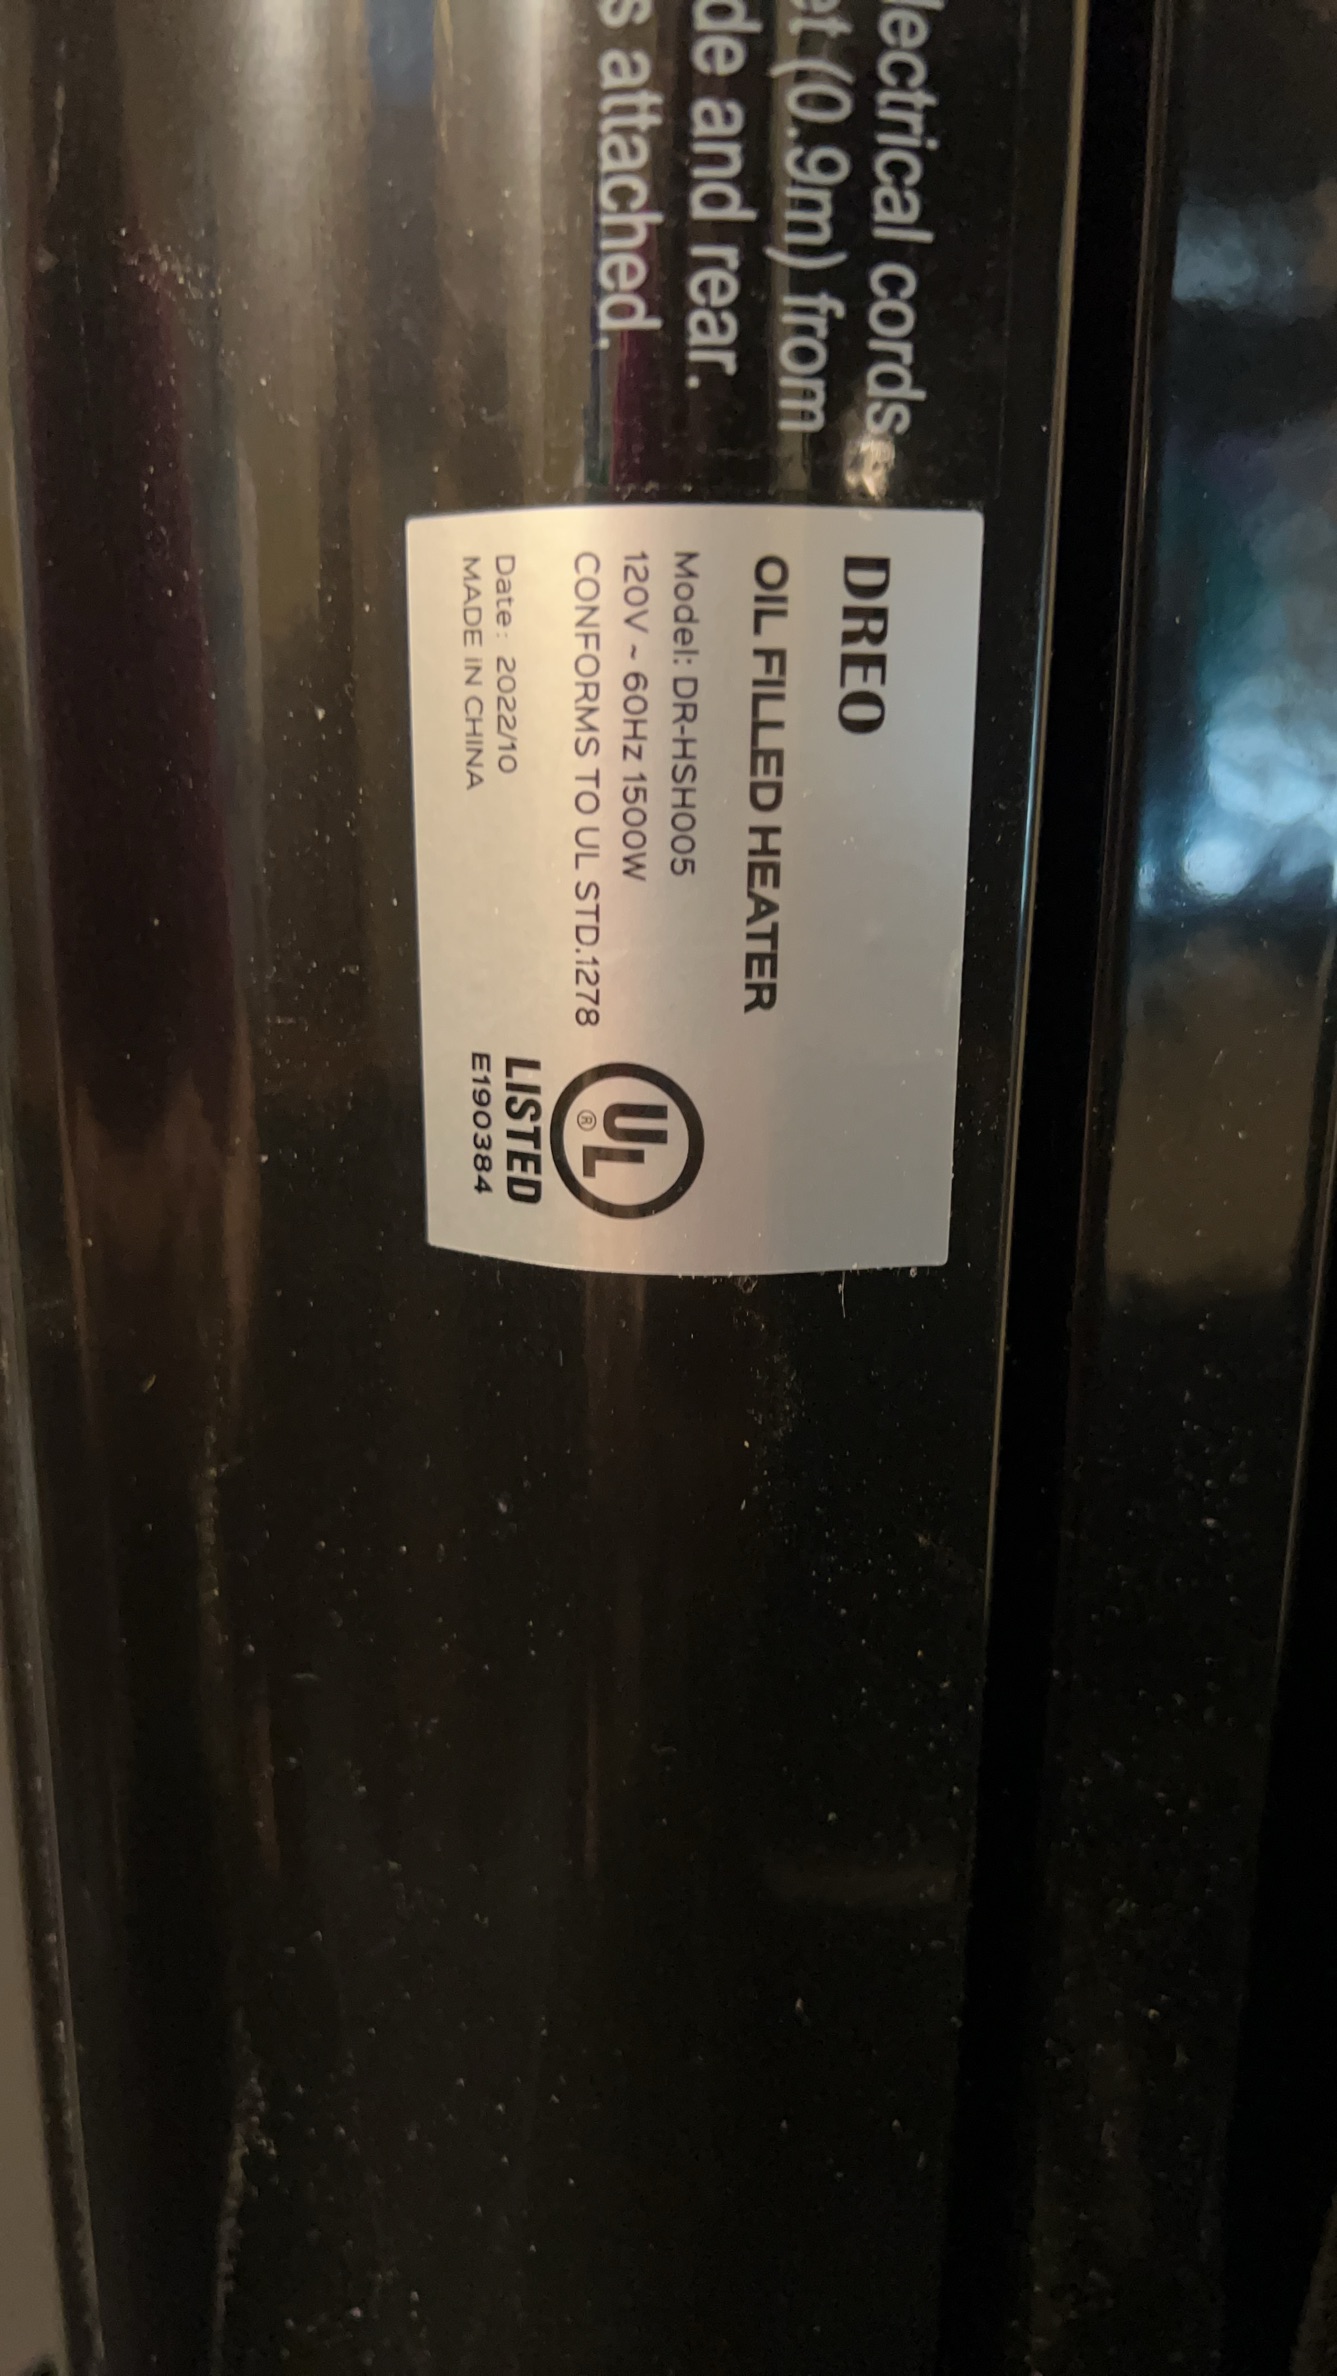 lectrical cords
et (0.9m) from
de and rear.
s attached.
DREO
OIL FILLED HEATER
Model: DR-HSH005
120V ~ 60Hz 1500W
CONFORMS TO UL STD.1278
Date: 2022/10
MADE IN CHINA
UL®
LISTED
E190384